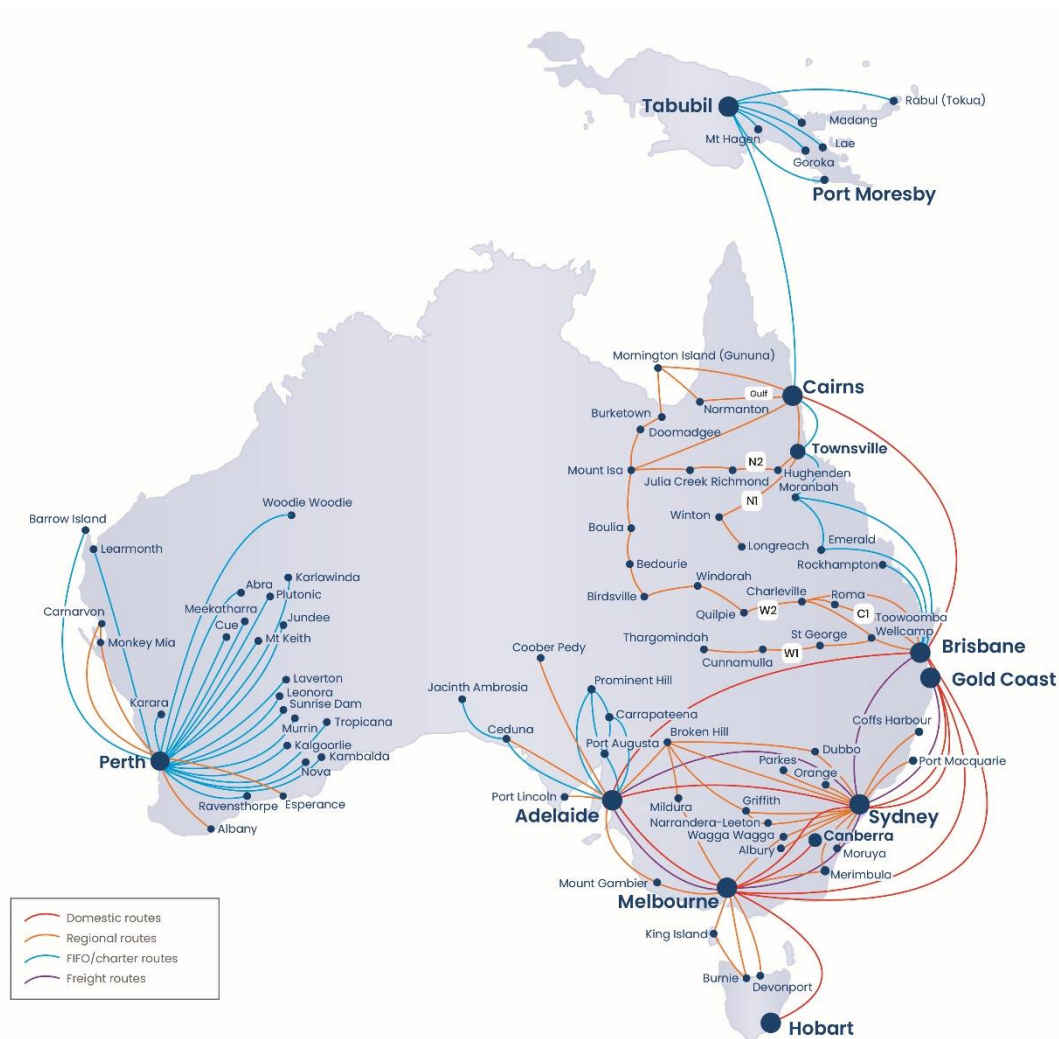 Tabubil
Rabul (Tokua)
Madang
Mt Hagen
Lae
Goroka
Port Moresby
Mornington Island (Gununa)
Cairns
Gulf
Normanton
Burketown
Doomadgee
Townsville
N2
Mount Isa
Hughenden
Julia Creek
Richmond
Moranbah
N1
Woodie Woodie
Winton
Barrow Island
Boulia
Emerald
Longreach
Learmonth
Rockhampton
Bedourie
Karlawinda
Windorah
Abra
Plutonic
Charleville
Roma
Birdsville
Meekatharra
Carnarvon
Quilpie
W2
C1
Toowoomba
Wellcamp
Jundee
Cue
Mt Keith
Thargomindah
St George
Monkey Mia
Coober Pedy
Cunnamulla
W1
Brisbane
Gold Coast
Laverton
Prominent Hill
Jacinth Ambrosia
Leonora
Sunrise Dam
Karara
Carrapateena
Coffs Harbour
Murrin
Tropicana
Ceduna
Broken Hill
Kalgoorlie
Port Augusta
Dubbo
Perth
Kambalda
Parkes
Port Macquarie
Nova
Orange
Port Lincoln
Ravensthorpe
Esperance
Mildura
Griffith
Adelaide
Sydney
Narrandera-Leeton
Albany
Wagga Wagga
Canberra
Albury
Moruya
Mount Gambier
Merimbula
Melbourne
Domestic routes
King Island
Regional routes
FIFO/charter routes
Freight routes
Burnie
Devonport
Hobart